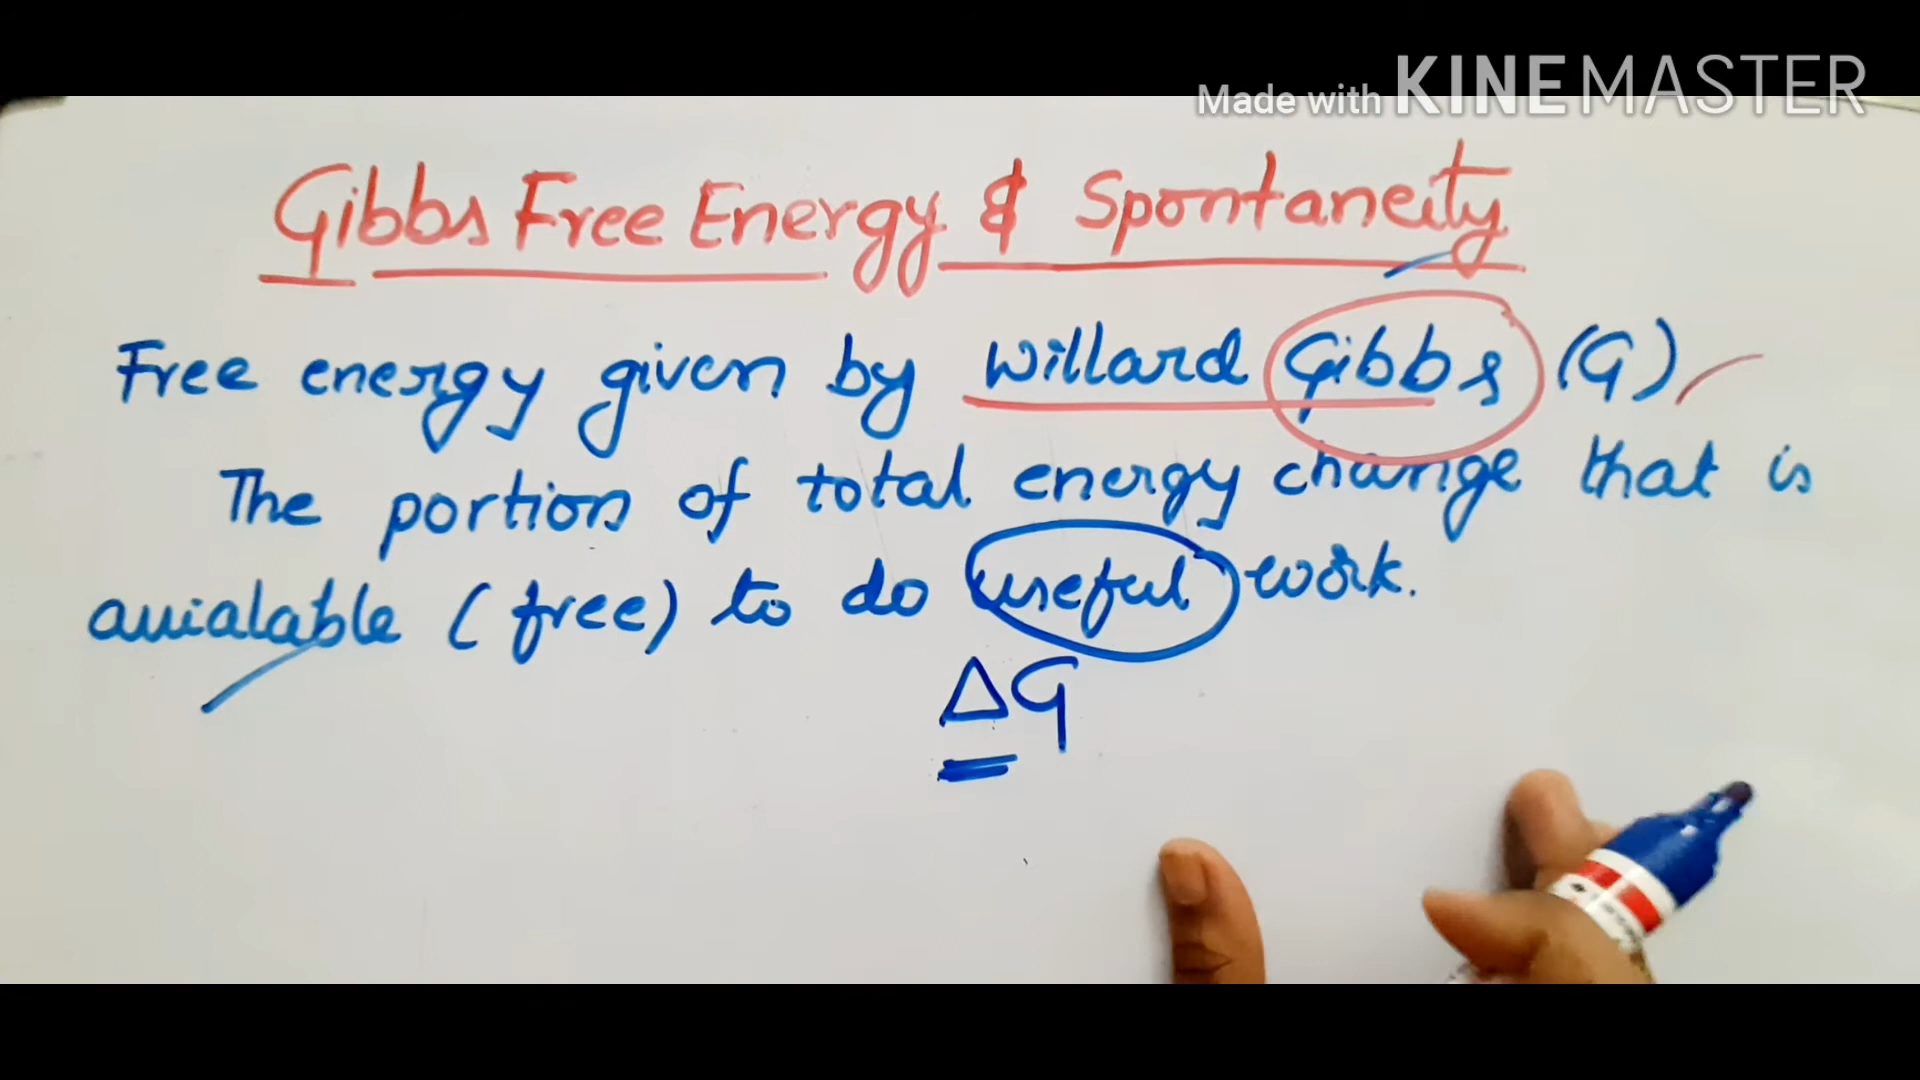 Made with KINEMASTER
Gibbs Free Energy & Spontaneity
Free energy given by Willard Gibbs (G)
The portion of total energy change that is
avialable (free) to do useful work.
ΔG